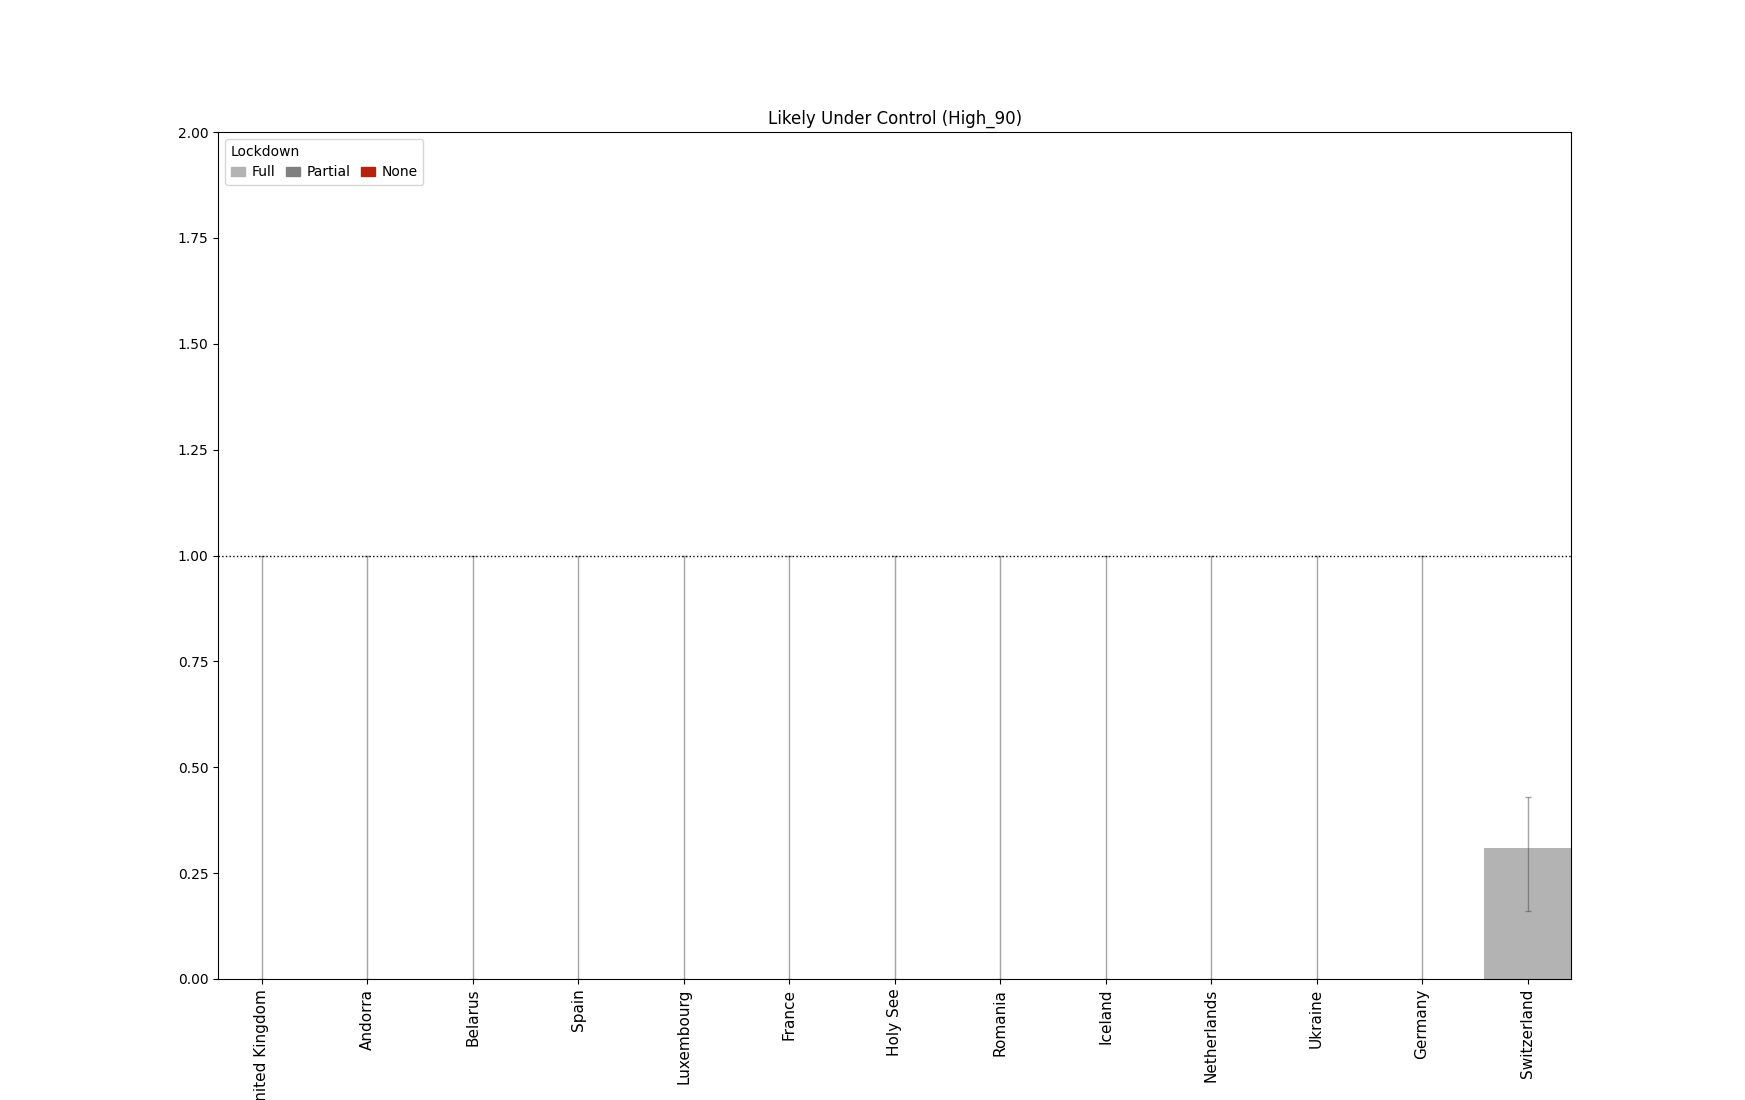 Likely Under Control (High_90)
2.00
Lockdown
Full Partial None
1.75
1.50
1.25
1.00
0.75
0.50
0.25
0.00
nited Kingdom
Andorra
Belarus
Spain
Luxembourg
France
Holy See
Romania
Iceland
Netherlands
Ukraine
Germany
Switzerland